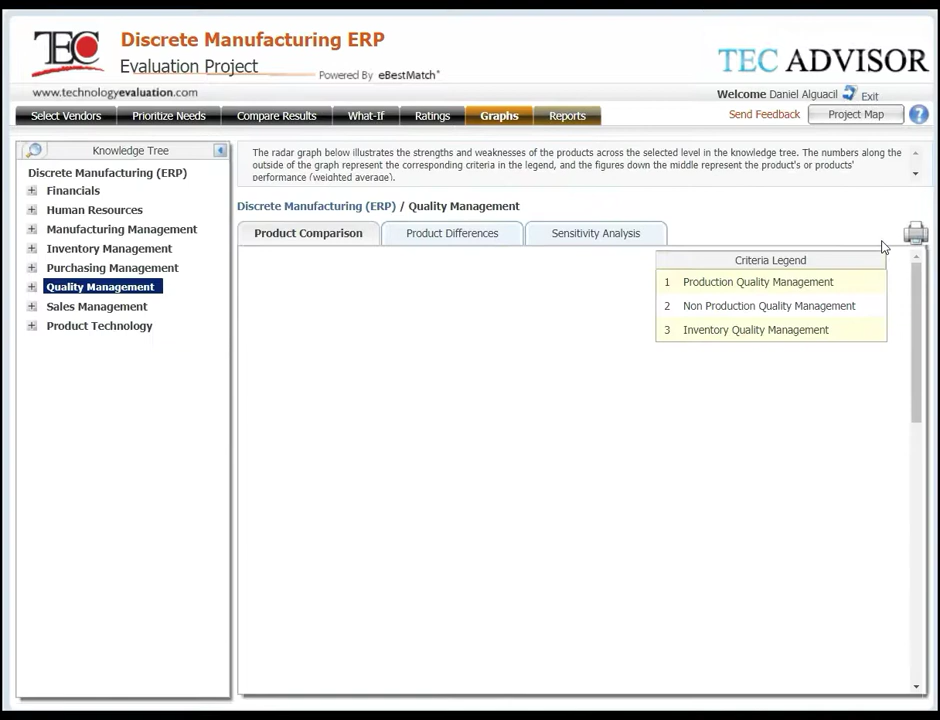 TEC
Discrete Manufacturing ERP
Evaluation Project
Powered By eBestMatch
www.technologyevaluation.com
TEC ADVISOR
Welcome Daniel Alguacil Exit
Select Vendors Prioritize Needs Compare Results What-If Ratings Graphs Reports
Send Feedback Project Map ?
Knowledge Tree
Discrete Manufacturing (ERP)
Financials
Human Resources
Manufacturing Management
Inventory Management
Purchasing Management
Quality Management
Sales Management
Product Technology
The radar graph below illustrates the strengths and weaknesses of the products across the selected level in the knowledge tree. The numbers along the
outside of the graph represent the corresponding criteria in the legend, and the figures down the middle represent the product's or products'
performance (weighted average).
Discrete Manufacturing (ERP) / Quality Management
Product Comparison Product Differences Sensitivity Analysis
Criteria Legend
1 Production Quality Management
2 Non Production Quality Management
3 Inventory Quality Management